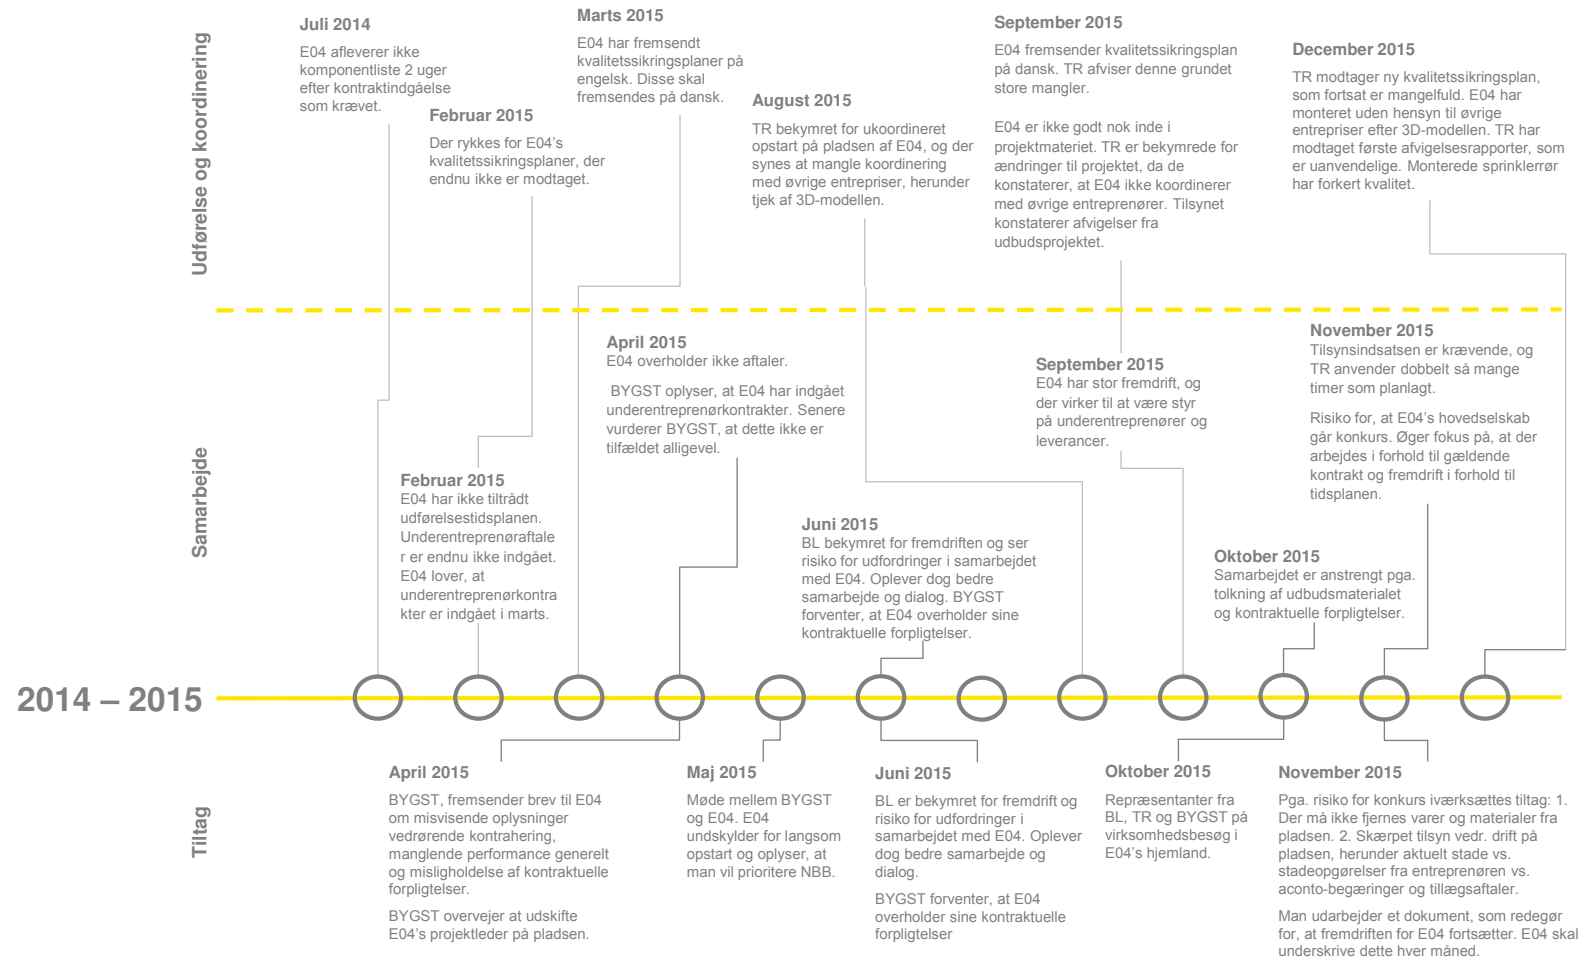 Udførelse og koordinering
Juli 2014
E04 afleverer ikke
komponentliste 2 uger
efter kontraktindgåelse
som krævet.
Februar 2015
Der rykkes for E04's
kvalitetssikringsplaner, der
endnu ikke er modtaget.
Marts 2015
E04 har fremsendt
kvalitetssikringsplaner på
engelsk. Disse skal
fremsendes på dansk.
August 2015
TR bekymret for ukoordineret
opstart på pladsen af E04, og der
synes at mangle koordinering
med øvrige entrepriser, herunder
tjek af 3D-modellen.
September 2015
E04 fremsender kvalitetssikringsplan
på dansk. TR afviser denne grundet
store mangler.
E04 er ikke godt nok inde i
projektmateriet. TR er bekymrede for
ændringer til projektet, da de
konstaterer, at E04 ikke koordinerer
med øvrige entreprenører. Tilsynet
konstaterer afvigelser fra
udbudsprojektet.
December 2015
TR modtager ny kvalitetssikringsplan,
som fortsat er mangelfuld. E04 har
monteret uden hensyn til øvrige
entrepriser efter 3D-modellen. TR har
modtaget første afvigelsesrapporter, som
er uanvendelige. Monterede sprinklerrør
har forkert kvalitet.
Samarbejde
Februar 2015
E04 har ikke tiltrådt
udførelsestidsplanen.
Underentreprenøraftale
r er endnu ikke indgået.
E04 lover, at
underentreprenørkontra
kter er indgået i marts.
April 2015
E04 overholder ikke aftaler.
BYGST oplyser, at E04 har indgået
underentreprenørkontrakter. Senere
vurderer BYGST, at dette ikke er
tilfældet alligevel.
Juni 2015
BL bekymret for fremdriften og ser
risiko for udfordringer i samarbejdet
med E04. Oplever dog bedre
samarbejde og dialog. BYGST
forventer, at E04 overholder sine
kontraktuelle forpligtelser.
September 2015
E04 har stor fremdrift, og
der virker til at være styr
på underentreprenører og
leverancer.
Oktober 2015
Samarbejdet er anstrengt pga.
tolkning af udbudsmaterialet
og kontraktuelle forpligtelser.
November 2015
Tilsynsindsatsen er krævende, og
TR anvender dobbelt så mange
timer som planlagt.
Risiko for, at E04's hovedselskab
går konkurs. Øger fokus på, at der
arbejdes i forhold til gældende
kontrakt og fremdrift i forhold til
tidsplanen.
2014 – 2015
Tiltag
April 2015
BYGST, fremsender brev til E04
om misvisende oplysninger
vedrørende kontrahering,
manglende performance generelt
og misligholdelse af kontraktuelle
forpligtelser.
BYGST overvejer at udskifte
E04's projektleder på pladsen.
Maj 2015
Møde mellem BYGST
og E04. E04
undskylder for langsom
opstart og oplyser, at
man vil prioritere NBB.
Juni 2015
BL er bekymret for fremdrift og
risiko for udfordringer i
samarbejdet med E04. Oplever
dog bedre samarbejde og
dialog.
BYGST forventer, at E04
overholder sine kontraktuelle
forpligtelser
Oktober 2015
Repræsentanter fra
BL, TR og BYGST på
virksomhedsbesøg i
E04's hjemland.
November 2015
Pga. risiko for konkurs iværksættes tiltag: 1.
Der må ikke fjernes varer og materialer fra
pladsen. 2. Skærpet tilsyn vedr. drift på
pladsen, herunder aktuelt stade vs.
stadeopgørelser fra entreprenøren vs.
aconto-begæringer og tillægsaftaler.
Man udarbejder et dokument, som redegør
for, at fremdriften for E04 fortsætter. E04 skal
underskrive dette hver måned.